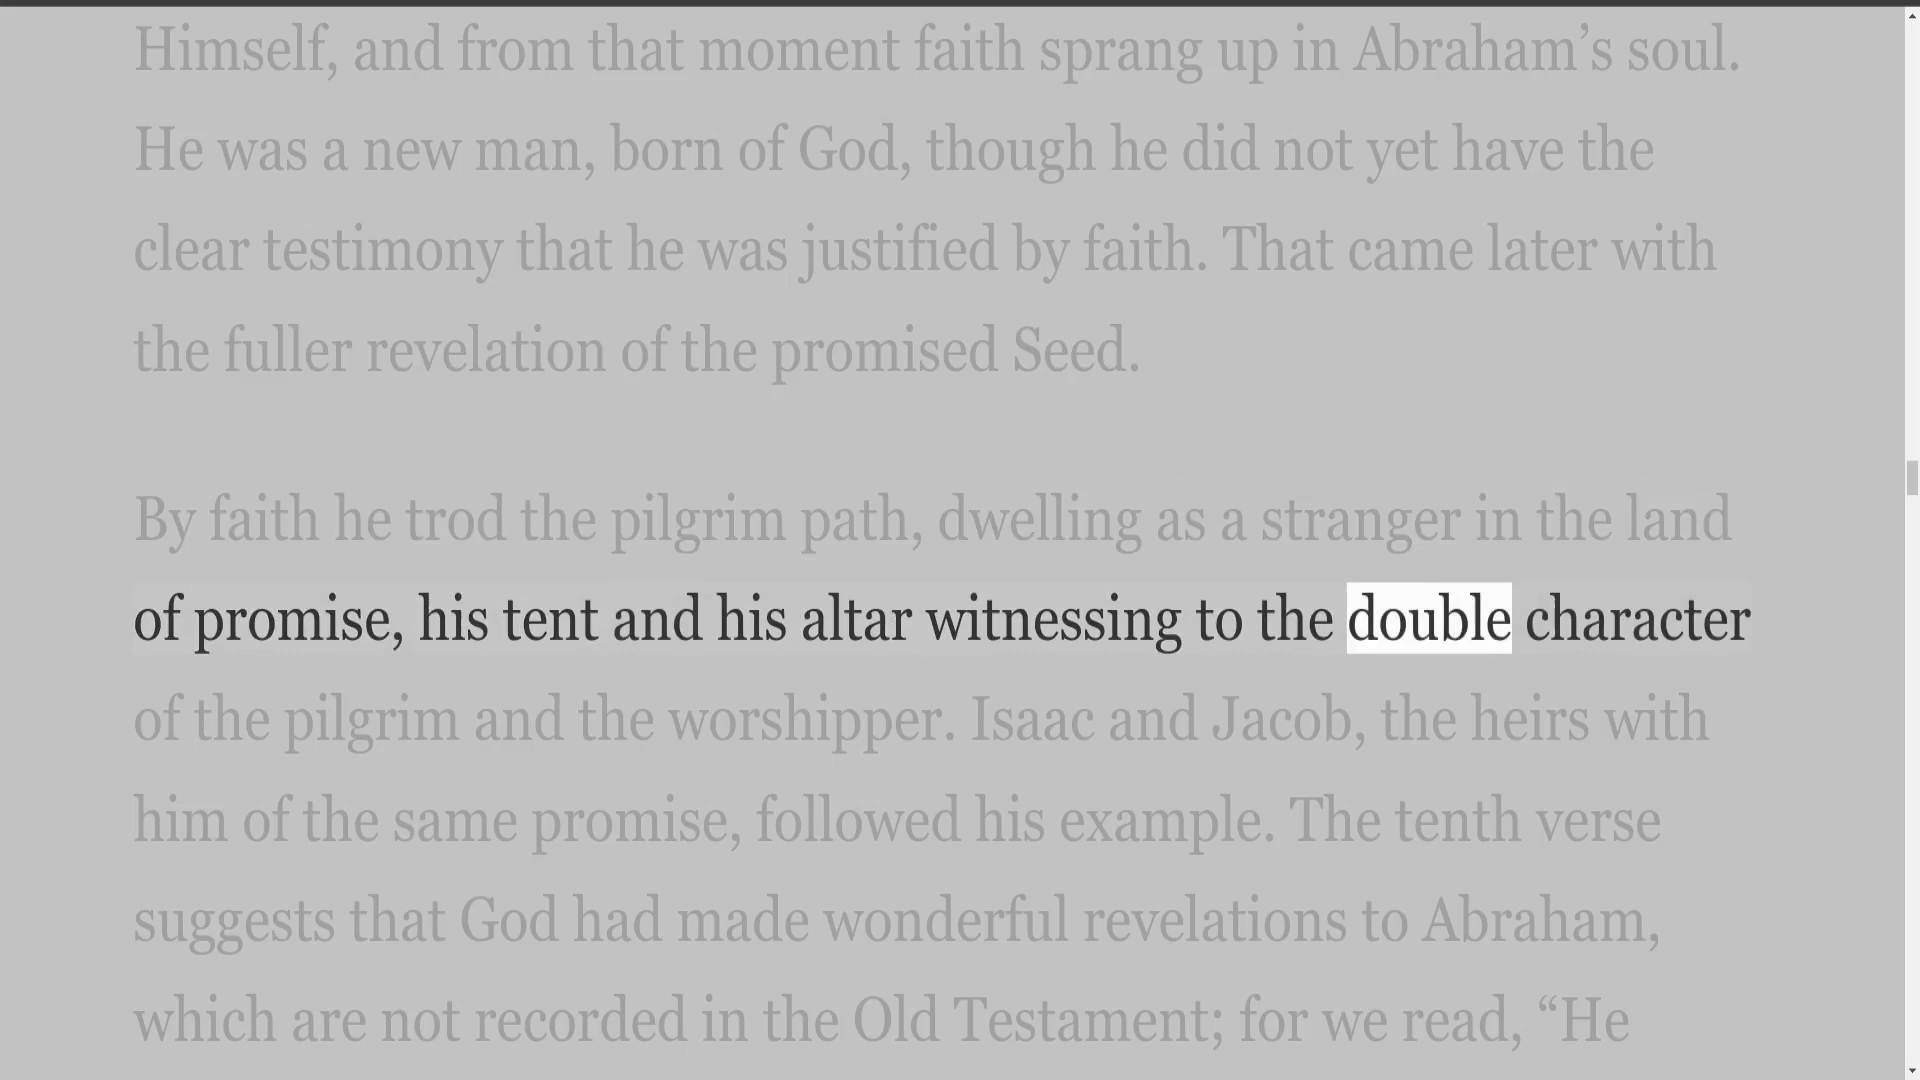 Himself, and from that moment faith sprang up in Abraham’s soul.
He was a new man, born of God, though he did not yet have the
clear testimony that he was justified by faith. That came later with
the fuller revelation of the promised Seed.
By faith he trod the pilgrim path, dwelling as a stranger in the land
of promise, his tent and his altar witnessing to the double character
of the pilgrim and the worshipper. Isaac and Jacob, the heirs with
him of the same promise, followed his example. The tenth verse
suggests that God had made wonderful revelations to Abraham,
which are not recorded in the Old Testament; for we read, “He